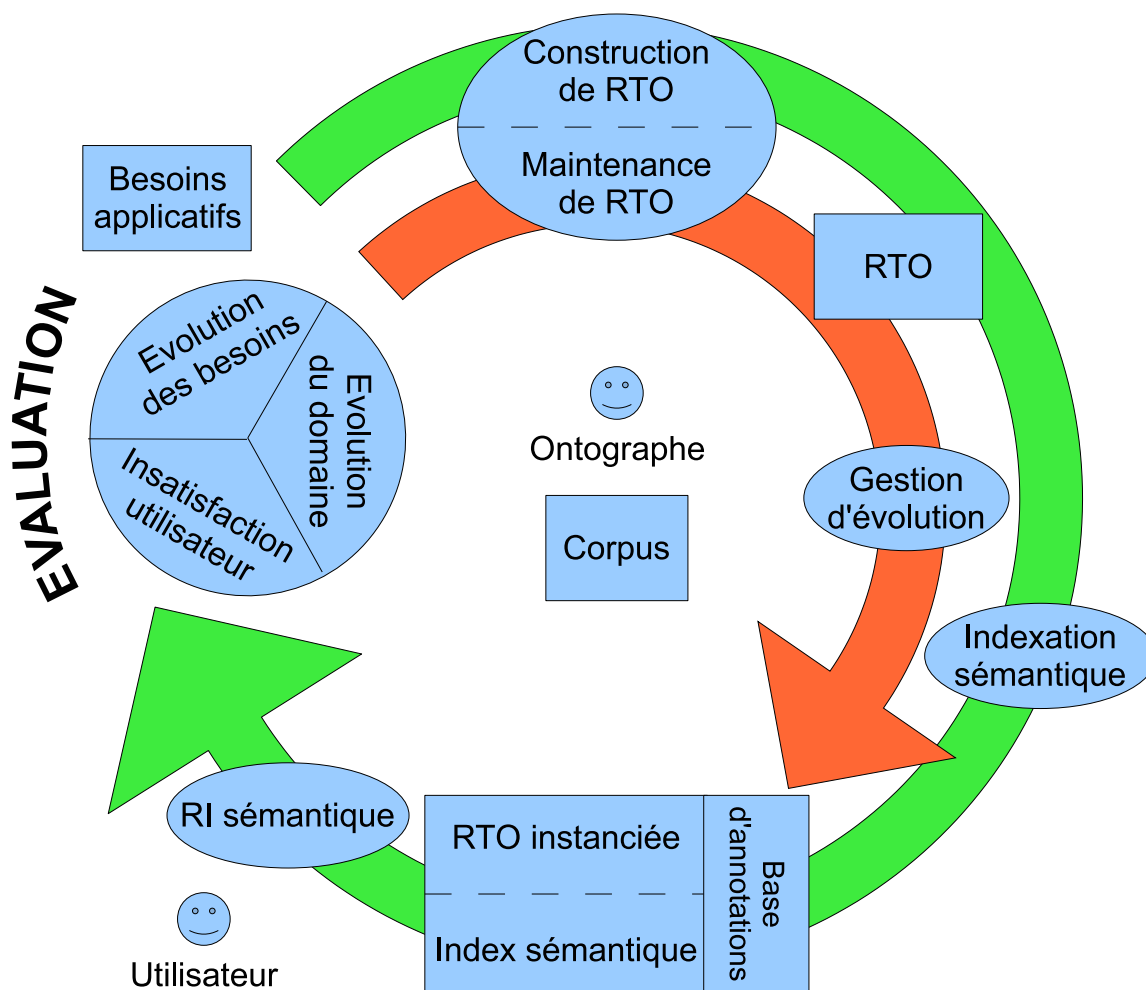 Construction
de RTO
Maintenance
de RTO
Besoins
applicatifs
RTO
EVALUATION
Evolution
des besoins
Evolution
du domaine
Insatisfaction
utilisateur
Ontographe
Corpus
Gestion
d'évolution
Indexation
sémantique
RI sémantique
RTO instanciée
Index sémantique
Base
d'annotations
Utilisateur